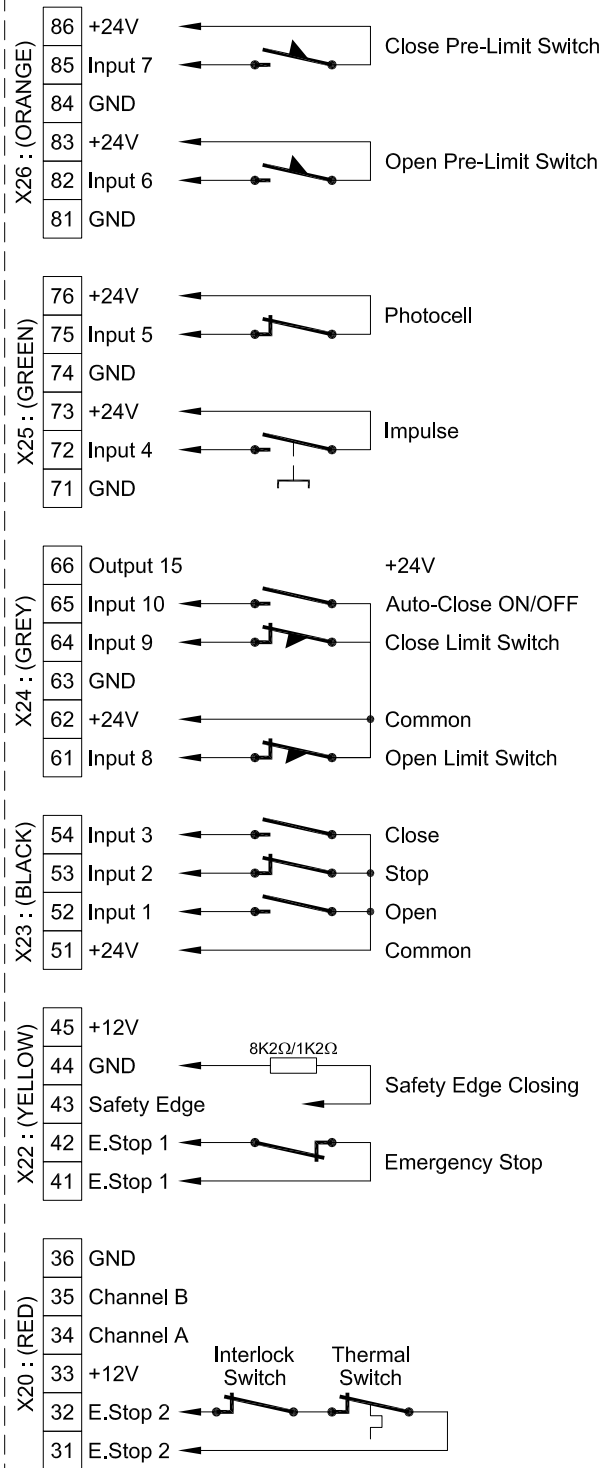 X26 : (ORANGE)
86 +24V
Close Pre-Limit Switch
85 Input 7
84 GND
83 +24V
Open Pre-Limit Switch
82 Input 6
81 GND
X25 : (GREEN)
76 +24V
Photocell
75 Input 5
74 GND
73 +24V
Impulse
72 Input 4
71 GND
X24 : (GREY)
66 Output 15 +24V
65 Input 10 Auto-Close ON/OFF
64 Input 9 Close Limit Switch
63 GND
62 +24V Common
61 Input 8 Open Limit Switch
X23 : (BLACK)
54 Input 3 Close
53 Input 2 Stop
52 Input 1 Open
51 +24V Common
X22 : (YELLOW)
45 +12V
8K2Ω/1K2Ω
44 GND
Safety Edge Closing
43 Safety Edge
42 E.Stop 1
Emergency Stop
41 E.Stop 1
X20 : (RED)
36 GND
35 Channel B
34 Channel A
Interlock Switch
Thermal Switch
33 +12V
32 E.Stop 2
31 E.Stop 2